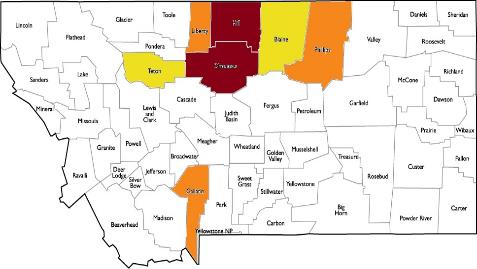 Lincoln
Flathead
Glacier
Toole
Liberty
Hill
Blaine
Phillips
Valley
Daniels
Sheridan
Roosevelt
Pondera
Teton
Chouteau
Sanders
Lake
Richland
McCone
Dawson
Mineral
Missoula
Lewis
and
Clark
Cascade
Judith
Basin
Fergus
Petroleum
Garfield
Prairie
Wibaux
Granite
Powell
Meagher
Wheatland
Golden
Valley
Musselshell
Treasure
Rosebud
Custer
Fallon
Ravalli
Deer
Lodge
Silver
Bow
Jefferson
Broadwater
Gallatin
Park
Sweet
Grass
Stillwater
Yellowstone
Beaverhead
Madison
Yellowstone NP
Carbon
Big
Horn
Powder River
Carter